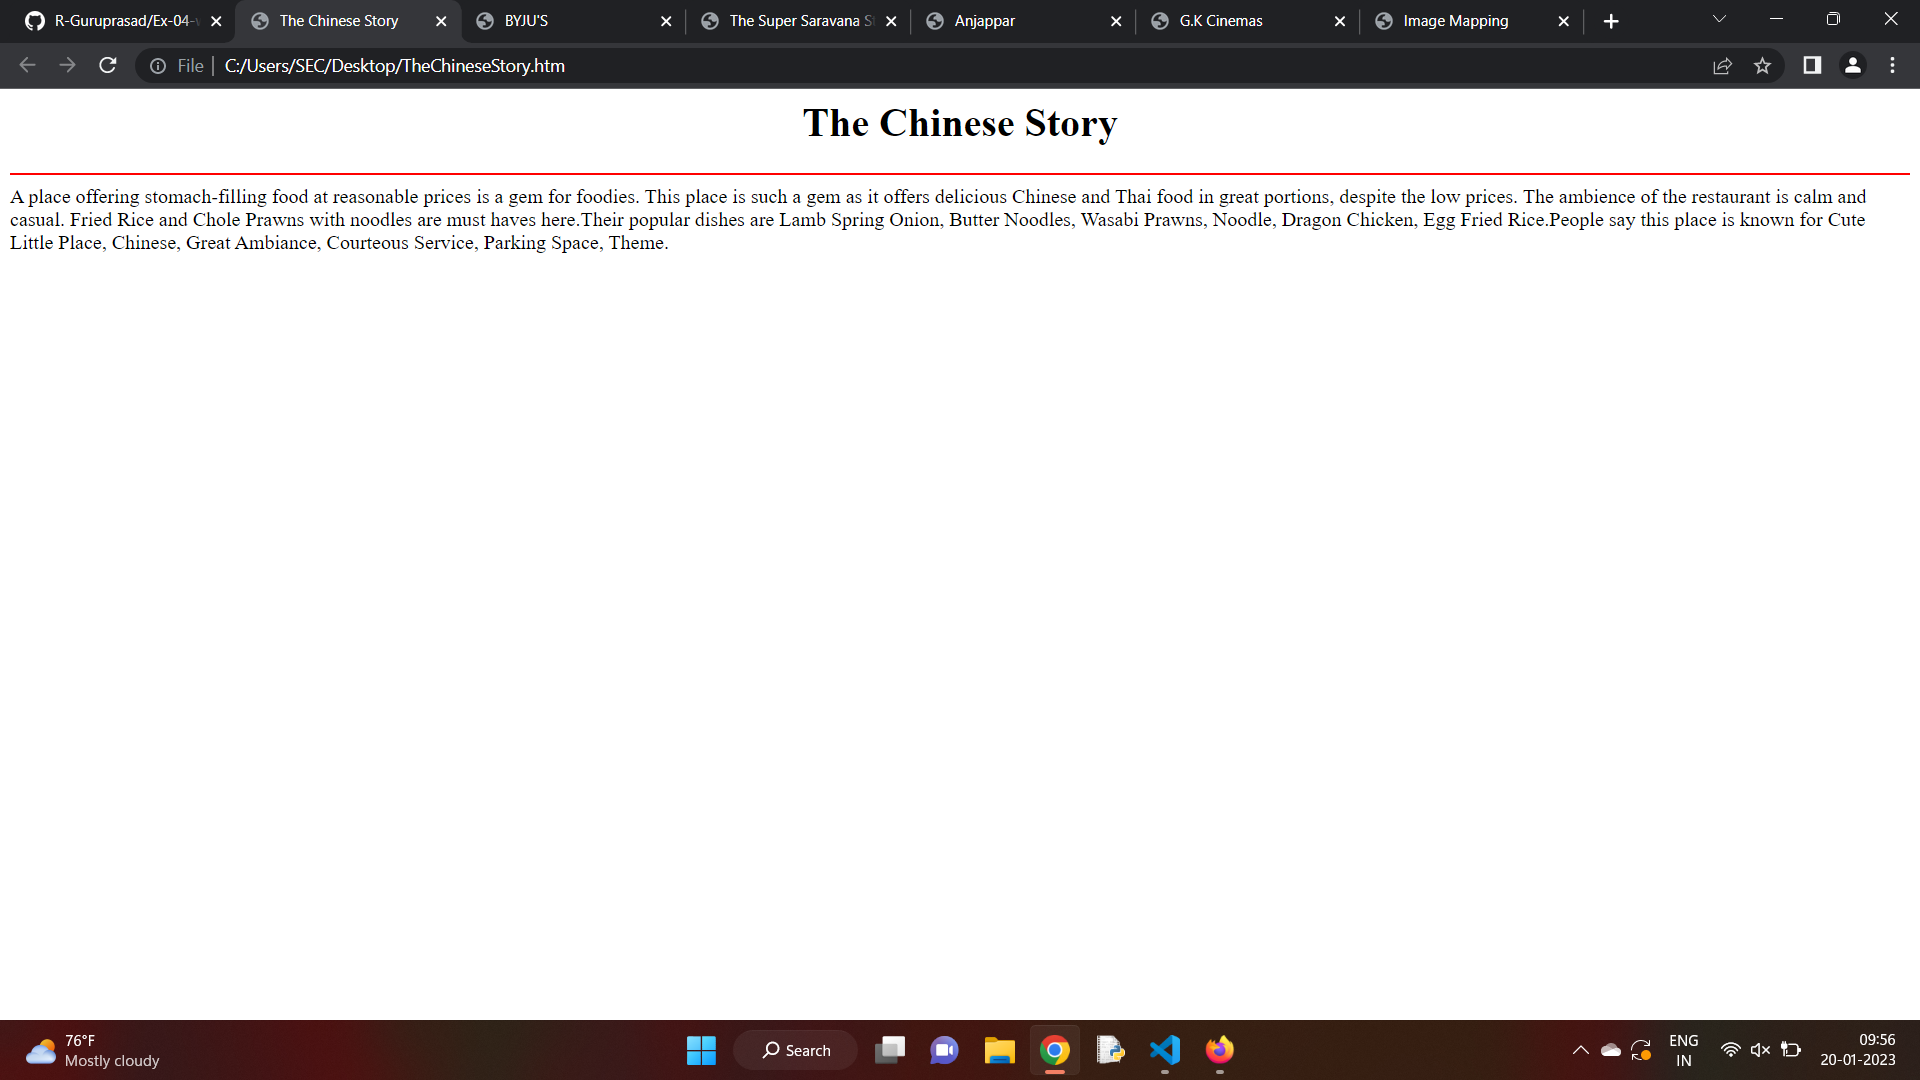 R-Guruprasad/Ex-04-w
The Chinese Story
BYJU'S
The Super Saravana St
Anjappar
G.K Cinemas
Image Mapping
File | C:/Users/SEC/Desktop/TheChineseStory.htm
The Chinese Story
A place offering stomach-filling food at reasonable prices is a gem for foodies. This place is such a gem as it offers delicious Chinese and Thai food in great portions, despite the low prices. The ambience of the restaurant is calm and
casual. Fried Rice and Chole Prawns with noodles are must haves here.Their popular dishes are Lamb Spring Onion, Butter Noodles, Wasabi Prawns, Noodle, Dragon Chicken, Egg Fried Rice.People say this place is known for Cute
Little Place, Chinese, Great Ambiance, Courteous Service, Parking Space, Theme.
76°F
Mostly cloudy
Search
ENG
IN
09:56
20-01-2023